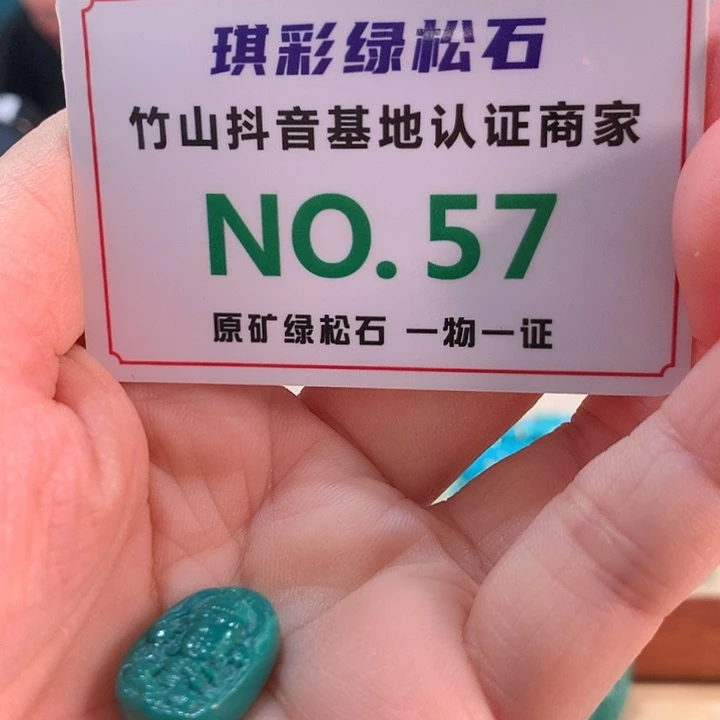 琪彩绿松石
竹山抖音基地认证商家
NO.57
原矿绿松石 一物一证